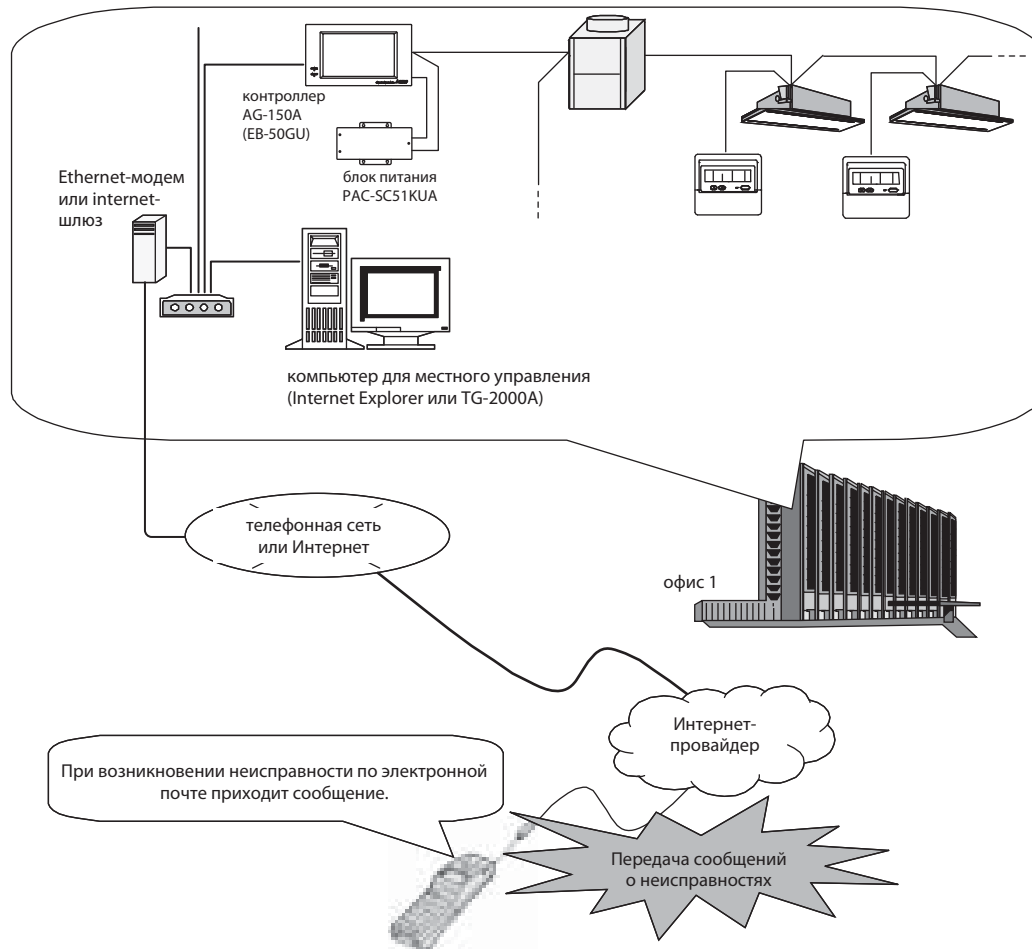 контроллер
AG-150A
(EB-50GU)
блок питания
PAC-SC51KUA
Ethernet-модем
или internet-
шлюз
компьютер для местного управления
(Internet Explorer или TG-2000A)
телефонная сеть
или Интернет
офис 1
Интернет-
провайдер
При возникновении неисправности по электронной
почте приходит сообщение.
Передача сообщений
о неисправностях